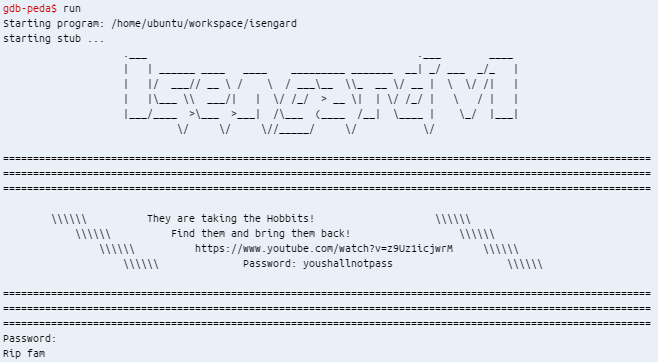 gdb-peda$ run
Starting program: /home/ubuntu/workspace/isengard
starting stub ...
They are taking the Hobbits!
Find them and bring them back!
https://www.youtube.com/watch?v=z9Uz1icjwrM
Password: youshallnotpass
Password:
Rip fam